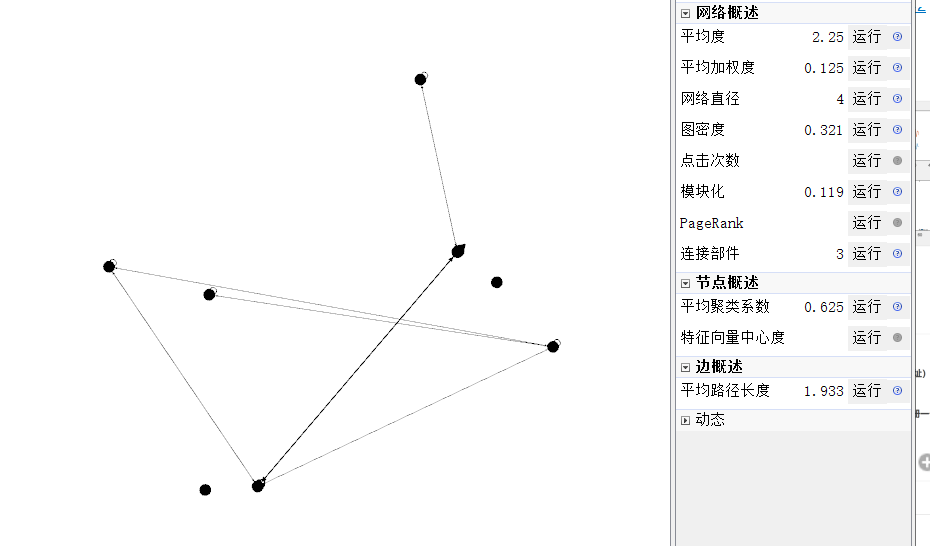 网络概述
平均度 2.25 运行
平均加权度 0.125 运行
网络直径 4 运行
图密度 0.321 运行
点击次数 运行
模块化 0.119 运行
PageRank 运行
连接部件 3 运行
节点概述
平均聚类系数 0.625 运行
特征向量中心度 运行
边概述
平均路径长度 1.933 运行
动态